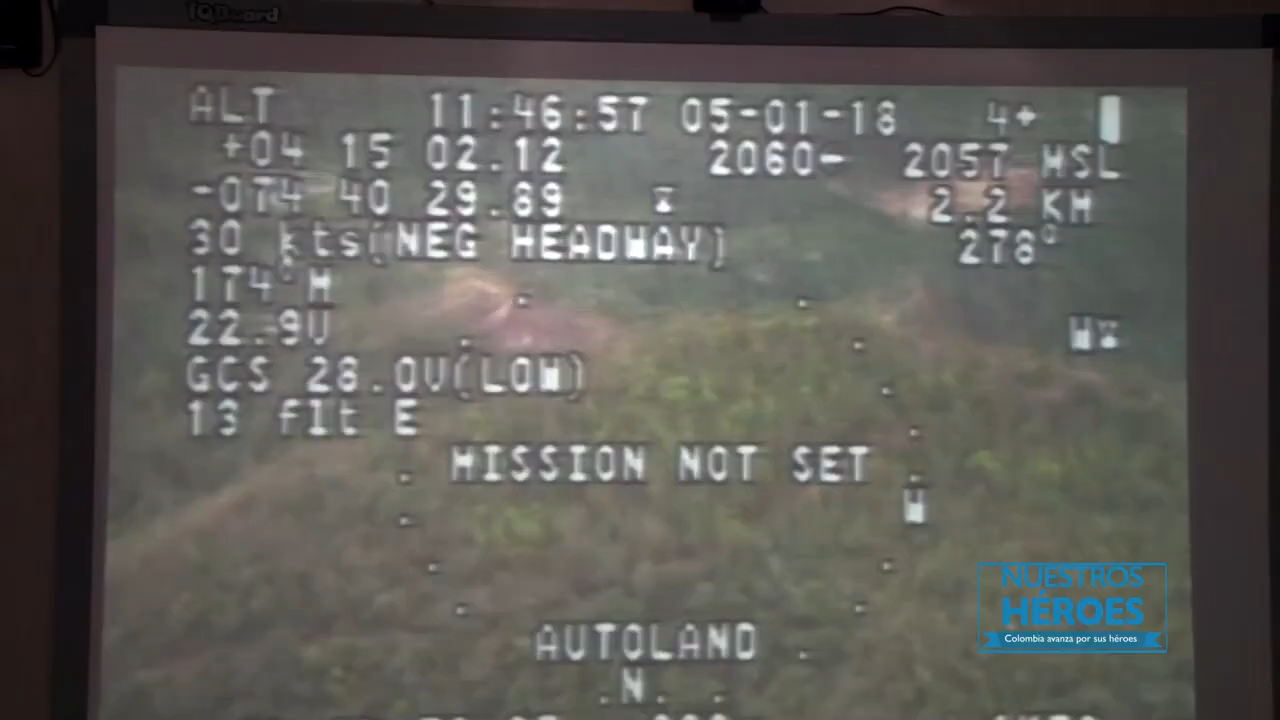 IQBoard
ALT 11:46:57 05-01-18 4+
+04 15 02.12 2060- 2057 MSL
-074 40 29.89 2.2 KM
30 kts(NEG HEADWAY) 278°
174°M
22.9V W
GCS 28.0V(LOW)
13 flt E
MISSION NOT SET
W
AUTOLAND
N
NUESTROS
HÉROES
Colombia avanza por sus héroes